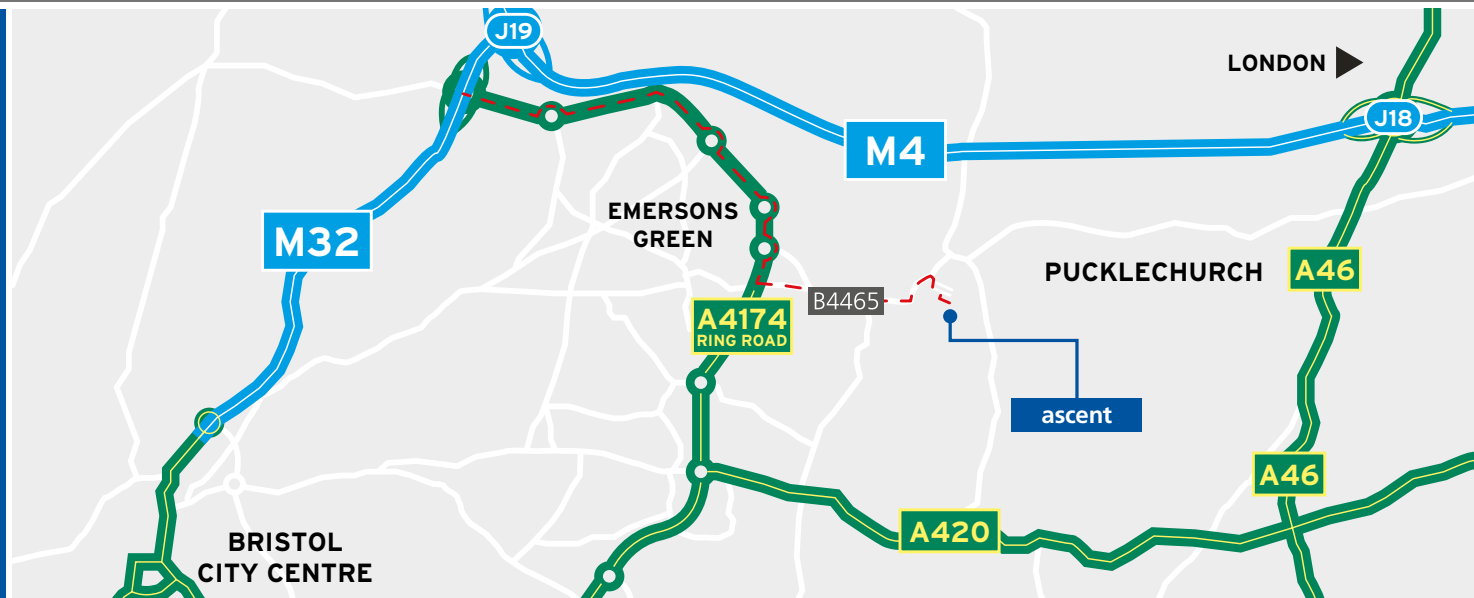 J19
LONDON
J18
M4
EMERSONS
GREEN
M32
PUCKLECHURCH
A46
B4465
A4174
RING ROAD
ascent
A46
A420
BRISTOL
CITY CENTRE